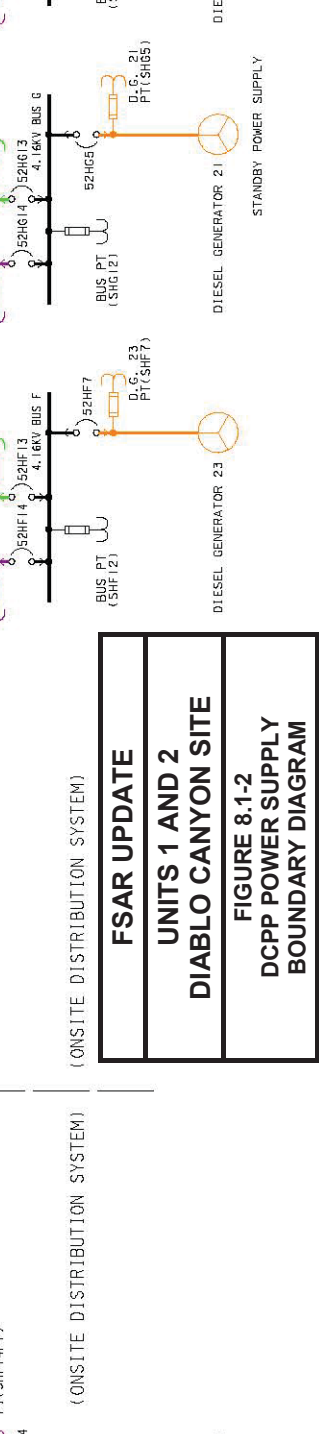 52HG14
52HG13
4.16KV BUS G
BUS PT
(SHG12)
52HG5
D.G. 21
PT(SHG5)
DIESEL GENERATOR 21
STANDBY POWER SUPPLY
52HF14
52HF13
4.16KV BUS F
BUS PT
(SHF12)
52HF7
D.G. 23
PT(SHF7)
DIESEL GENERATOR 23
(ONSITE DISTRIBUTION SYSTEM)
FSAR UPDATE
UNITS 1 AND 2
DIABLO CANYON SITE
FIGURE 8.1-2
DCPP POWER SUPPLY
BOUNDARY DIAGRAM
(ONSITE DISTRIBUTION SYSTEM)